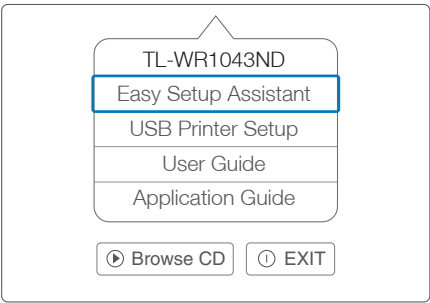 TL-WR1043ND
Easy Setup Assistant
USB Printer Setup
User Guide
Application Guide
Browse CD EXIT